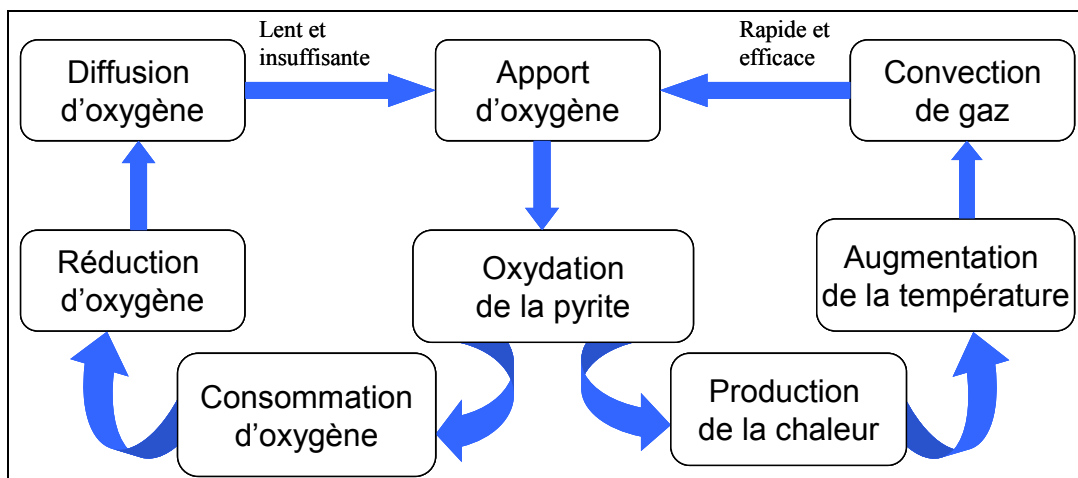 Lent et
insuffisante
Rapide et
efficace
Diffusion
d'oxygène
Apport
d'oxygène
Convection
de gaz
Réduction
d'oxygène
Oxydation
de la pyrite
Augmentation
de la température
Consommation
d'oxygène
Production
de la chaleur